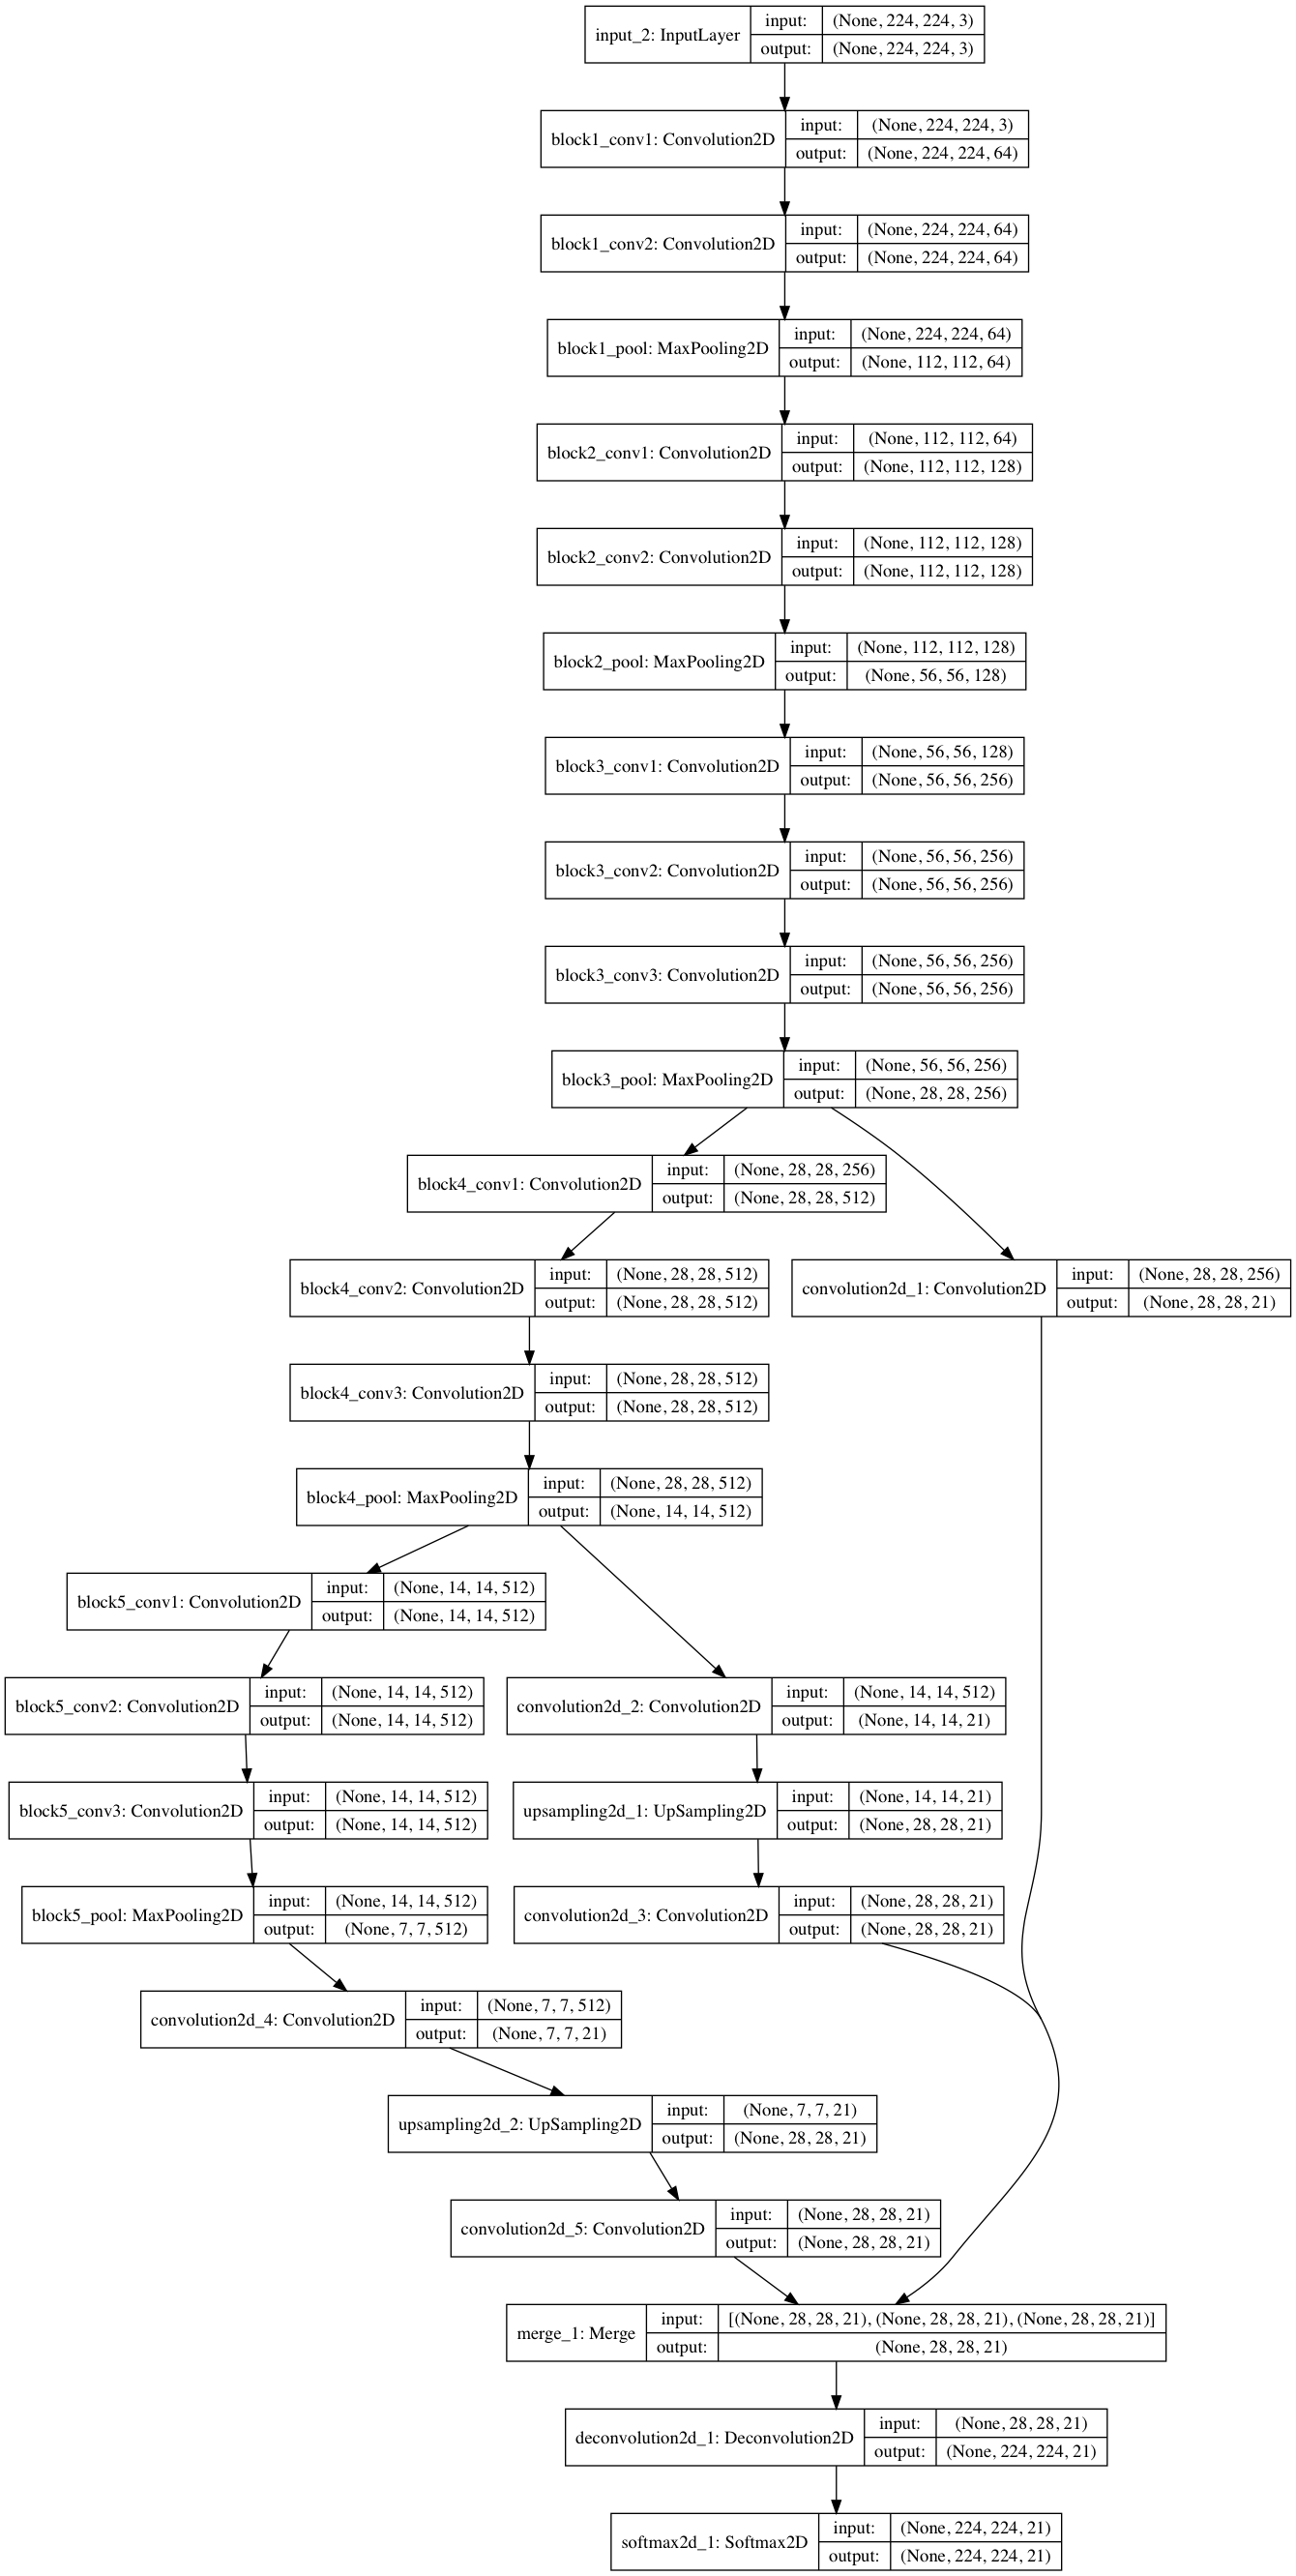 input_2: InputLayer
input: (None, 224, 224, 3)
output: (None, 224, 224, 3)
block1_conv1: Convolution2D
input: (None, 224, 224, 3)
output: (None, 224, 224, 64)
block1_conv2: Convolution2D
input: (None, 224, 224, 64)
output: (None, 224, 224, 64)
block1_pool: MaxPooling2D
input: (None, 224, 224, 64)
output: (None, 112, 112, 64)
block2_conv1: Convolution2D
input: (None, 112, 112, 64)
output: (None, 112, 112, 128)
block2_conv2: Convolution2D
input: (None, 112, 112, 128)
output: (None, 112, 112, 128)
block2_pool: MaxPooling2D
input: (None, 112, 112, 128)
output: (None, 56, 56, 128)
block3_conv1: Convolution2D
input: (None, 56, 56, 128)
output: (None, 56, 56, 256)
block3_conv2: Convolution2D
input: (None, 56, 56, 256)
output: (None, 56, 56, 256)
block3_conv3: Convolution2D
input: (None, 56, 56, 256)
output: (None, 56, 56, 256)
block3_pool: MaxPooling2D
input: (None, 56, 56, 256)
output: (None, 28, 28, 256)
block4_conv1: Convolution2D
input: (None, 28, 28, 256)
output: (None, 28, 28, 512)
block4_conv2: Convolution2D
input: (None, 28, 28, 512)
output: (None, 28, 28, 512)
convolution2d_1: Convolution2D
input: (None, 28, 28, 256)
output: (None, 28, 28, 21)
block4_conv3: Convolution2D
input: (None, 28, 28, 512)
output: (None, 28, 28, 512)
block4_pool: MaxPooling2D
input: (None, 28, 28, 512)
output: (None, 14, 14, 512)
block5_conv1: Convolution2D
input: (None, 14, 14, 512)
output: (None, 14, 14, 512)
block5_conv2: Convolution2D
input: (None, 14, 14, 512)
output: (None, 14, 14, 512)
convolution2d_2: Convolution2D
input: (None, 14, 14, 512)
output: (None, 14, 14, 21)
block5_conv3: Convolution2D
input: (None, 14, 14, 512)
output: (None, 14, 14, 512)
upsampling2d_1: UpSampling2D
input: (None, 14, 14, 21)
output: (None, 28, 28, 21)
block5_pool: MaxPooling2D
input: (None, 14, 14, 512)
output: (None, 7, 7, 512)
convolution2d_3: Convolution2D
input: (None, 28, 28, 21)
output: (None, 28, 28, 21)
convolution2d_4: Convolution2D
input: (None, 7, 7, 512)
output: (None, 7, 7, 21)
upsampling2d_2: UpSampling2D
input: (None, 7, 7, 21)
output: (None, 28, 28, 21)
convolution2d_5: Convolution2D
input: (None, 28, 28, 21)
output: (None, 28, 28, 21)
merge_1: Merge
input: [(None, 28, 28, 21), (None, 28, 28, 21), (None, 28, 28, 21)]
output: (None, 28, 28, 21)
deconvolution2d_1: Deconvolution2D
input: (None, 28, 28, 21)
output: (None, 224, 224, 21)
softmax2d_1: Softmax2D
input: (None, 224, 224, 21)
output: (None, 224, 224, 21)